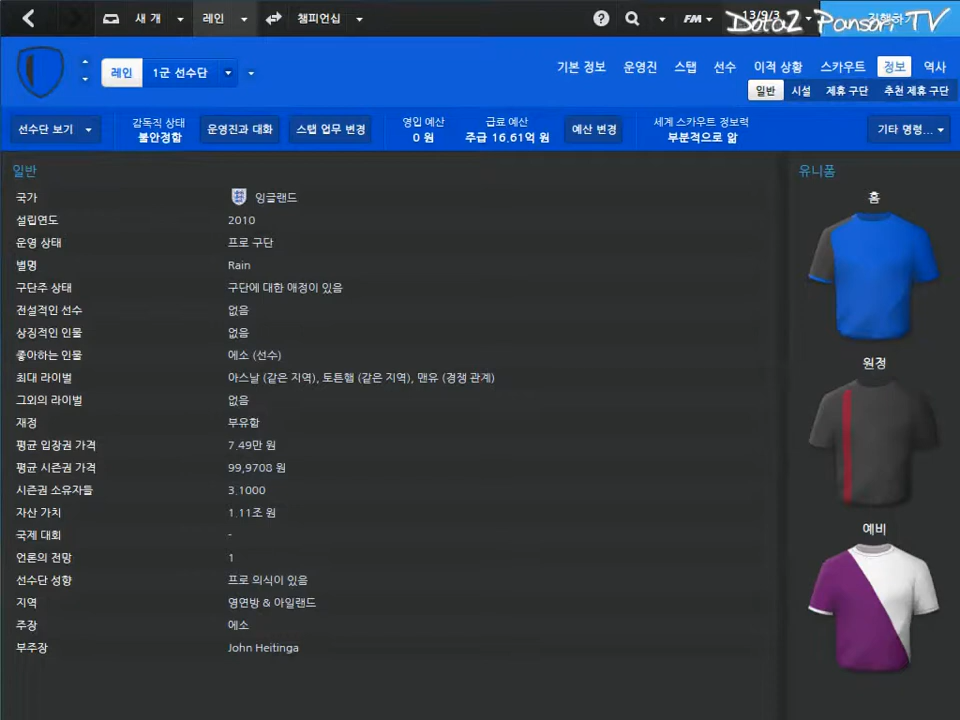 새 개 레인 챔피언십 FM 13/9/3
Dota2 Pansori TV
레인 1군 선수단
기본 정보 운영진 스탭 선수 이적 상황 스카우트 정보 역사
일반 시설 제휴 구단 추천 제휴 구단
선수단 보기 감독직 상태 불안정함 운영진과 대화 스탭 업무 변경 영입 예산 0 원 급료 예산 주급 16.61억 원 예산 변경 세계 스카우트 정보력 부분적으로 앎 기타 명령...
일반
국가 잉글랜드
설립연도 2010
운영 상태 프로 구단
별명 Rain
구단주 상태 구단에 대한 애정이 있음
전설적인 선수 없음
상징적인 인물 없음
좋아하는 인물 에소 (선수)
최대 라이벌 아스날 (같은 지역), 토튼햄 (같은 지역), 맨유 (경쟁 관계)
그외의 라이벌 없음
재정 부유함
평균 입장권 가격 7.49만 원
평균 시즌권 가격 99,9708 원
시즌권 소유자들 3.1000
자산 가치 1.11조 원
국제 대회 -
언론의 전망 1
선수단 성향 프로 의식이 있음
지역 영연방 & 아일랜드
주장 에소
부주장 John Heitinga
유니폼
홈
원정
예비